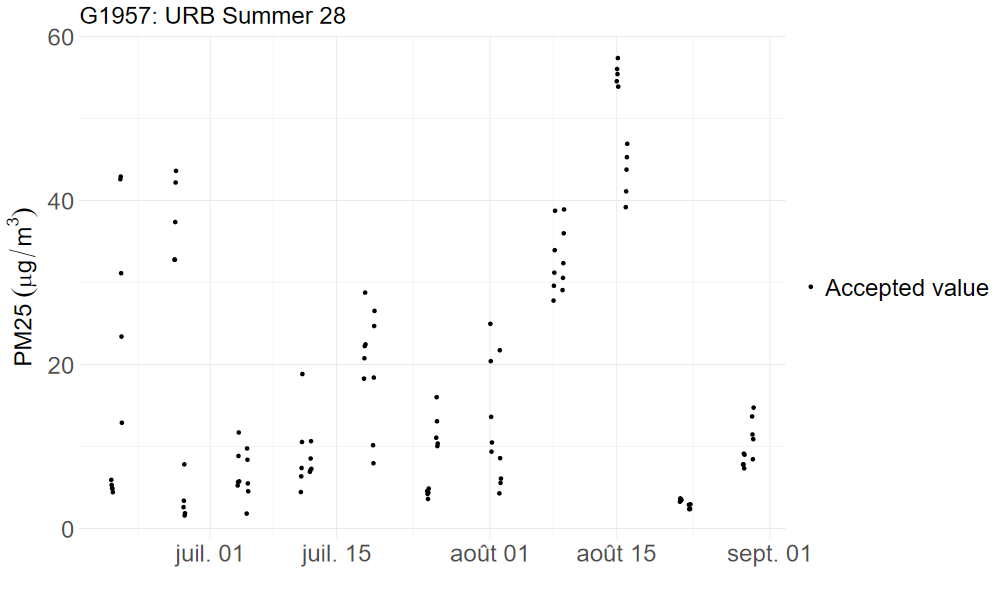 G1957: URB Summer 28
60
40
20
0
PM25 (μg/m³)
juil. 01
juil. 15
août 01
août 15
sept. 01
Accepted value